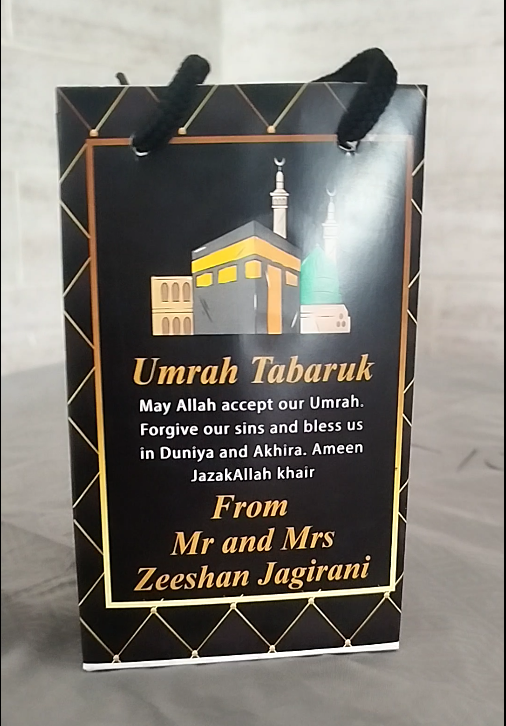 Umrah Tabaruk
May Allah accept our Umrah.
Forgive our sins and bless us
in Duniya and Akhira. Ameen
JazakAllah khair
From
Mr and Mrs
Zeeshan Jagirani